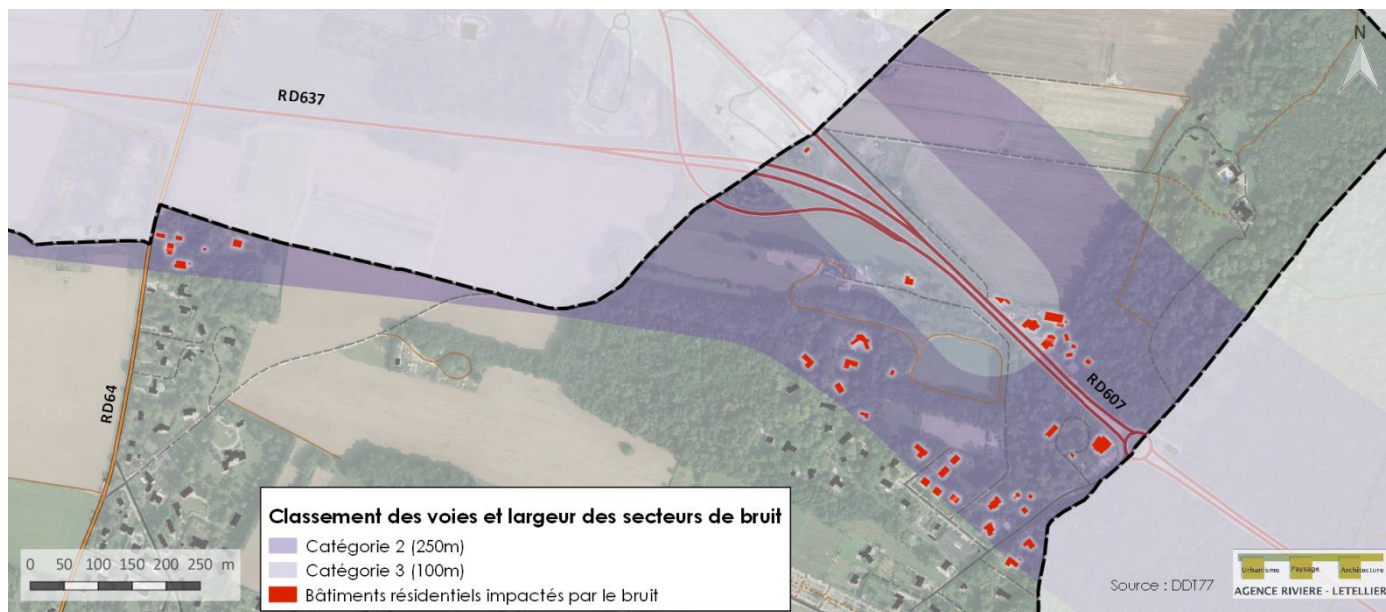 N
RD637
RD64
RD607
Classement des voies et largeur des secteurs de bruit
Catégorie 2 (250m)
Catégorie 3 (100m)
Bâtiments résidentiels impactés par le bruit
0 50 100 150 200 250 m
Source : DDT77
Urbanisme Paysage Architecture
AGENCE RIVIERE - LETELLIER